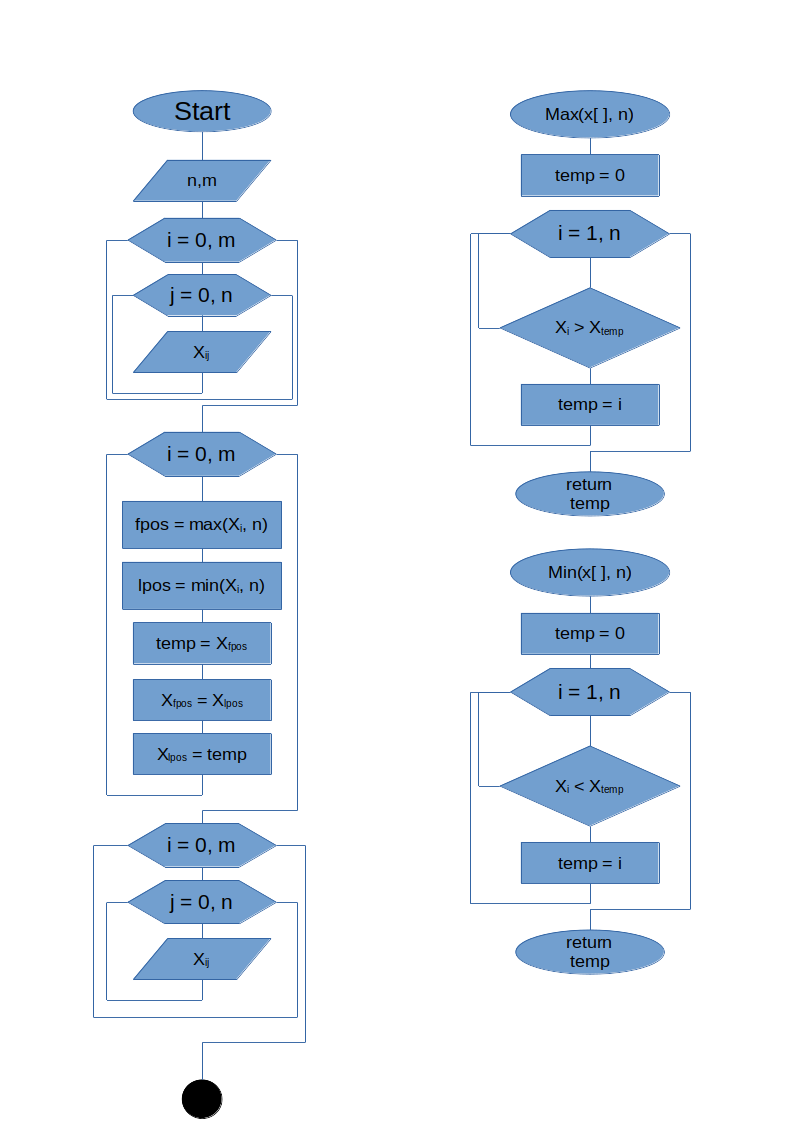 Start
n,m
i = 0, m
j = 0, n
Xij
i = 0, m
fpos = max(Xi, n)
lpos = min(Xi, n)
temp = Xfpos
Xfpos = Xlpos
Xlpos = temp
i = 0, m
j = 0, n
Xij
Max(x[ ], n)
temp = 0
i = 1, n
Xi > Xtemp
temp = i
return
temp
Min(x[ ], n)
temp = 0
i = 1, n
Xi < Xtemp
temp = i
return
temp